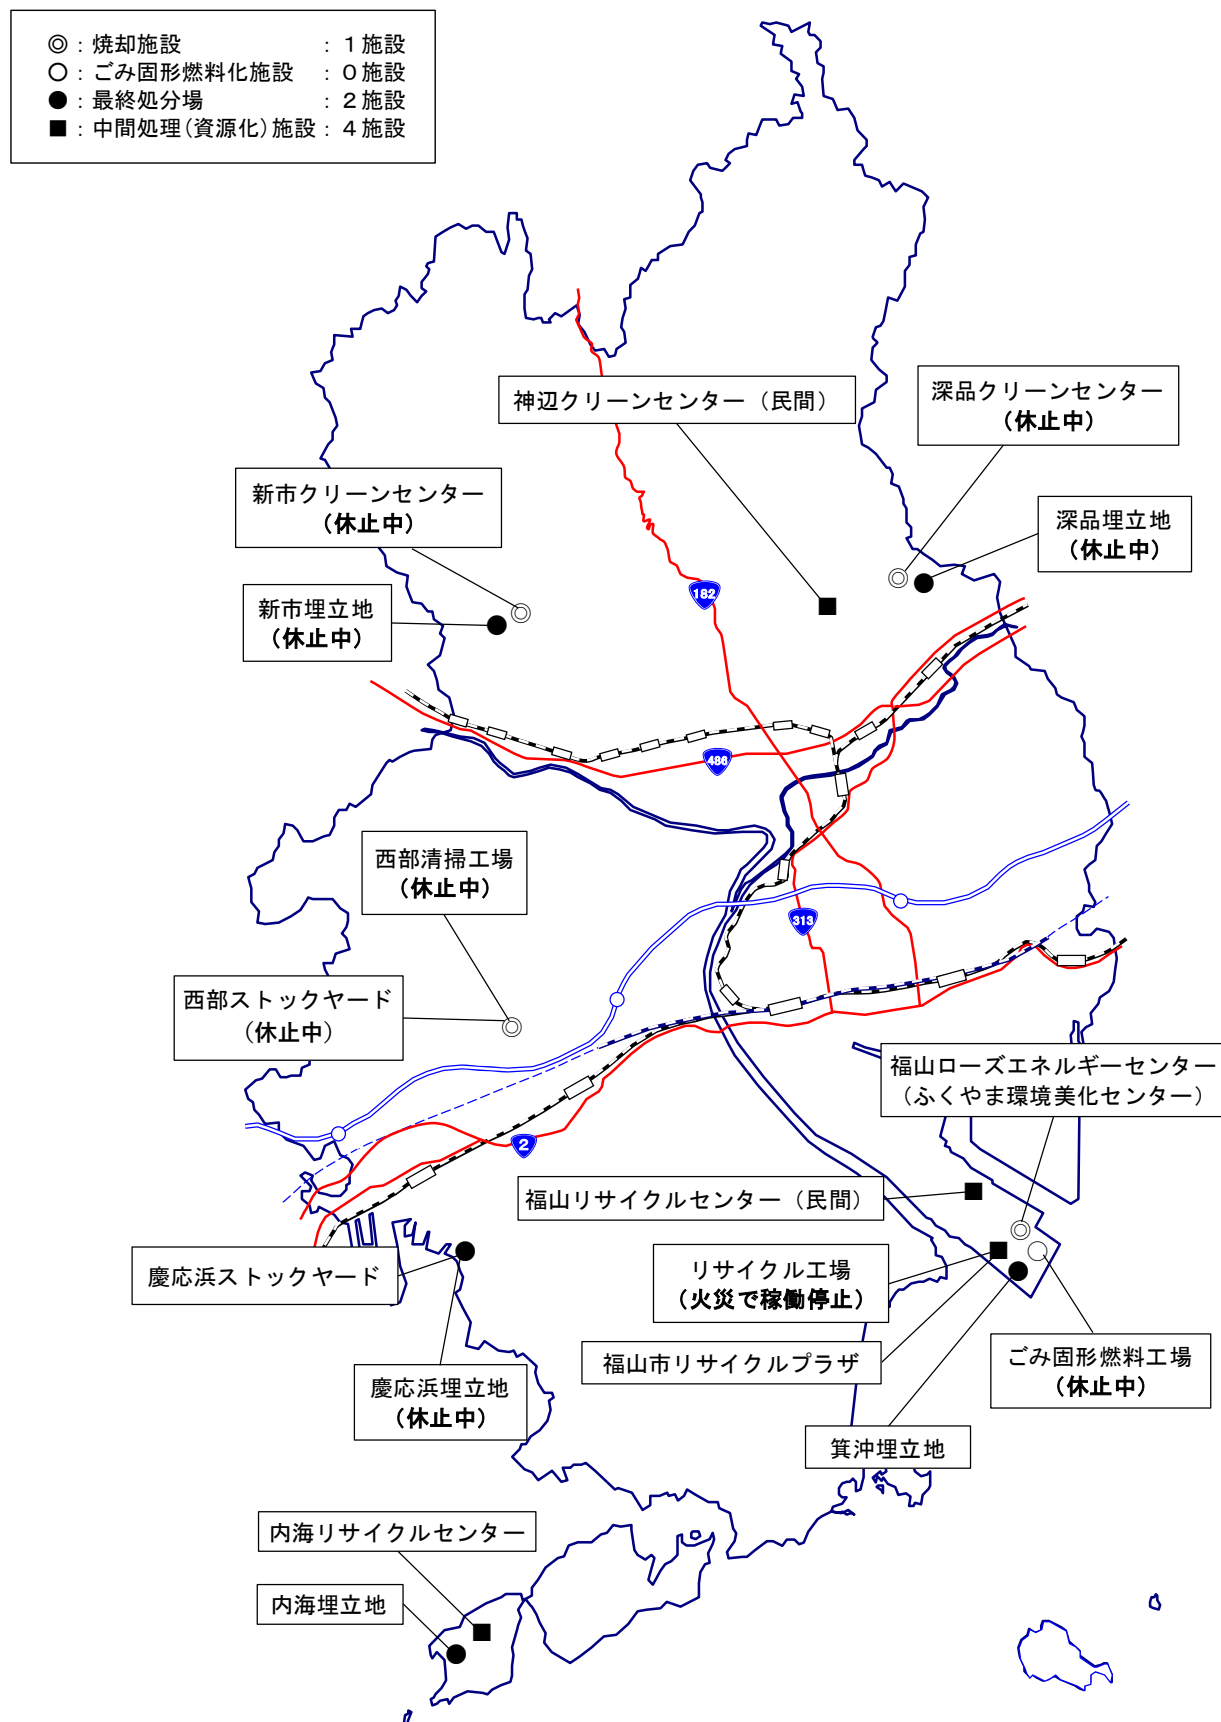 ◎：焼却施設　　　　　　：１施設
○：ごみ固形燃料化施設　：０施設
●：最終処分場　　　　　：２施設
■：中間処理(資源化)施設：４施設
神辺クリーンセンター（民間）
深品クリーンセンター
（休止中）
新市クリーンセンター
（休止中）
深品埋立地
（休止中）
新市埋立地
（休止中）
182
486
西部清掃工場
（休止中）
313
西部ストックヤード
（休止中）
福山ローズエネルギーセンター
（ふくやま環境美化センター）
2
福山リサイクルセンター（民間）
慶応浜ストックヤード
リサイクル工場
（火災で稼働停止）
福山市リサイクルプラザ
ごみ固形燃料工場
（休止中）
慶応浜埋立地
（休止中）
箕沖埋立地
内海リサイクルセンター
内海埋立地